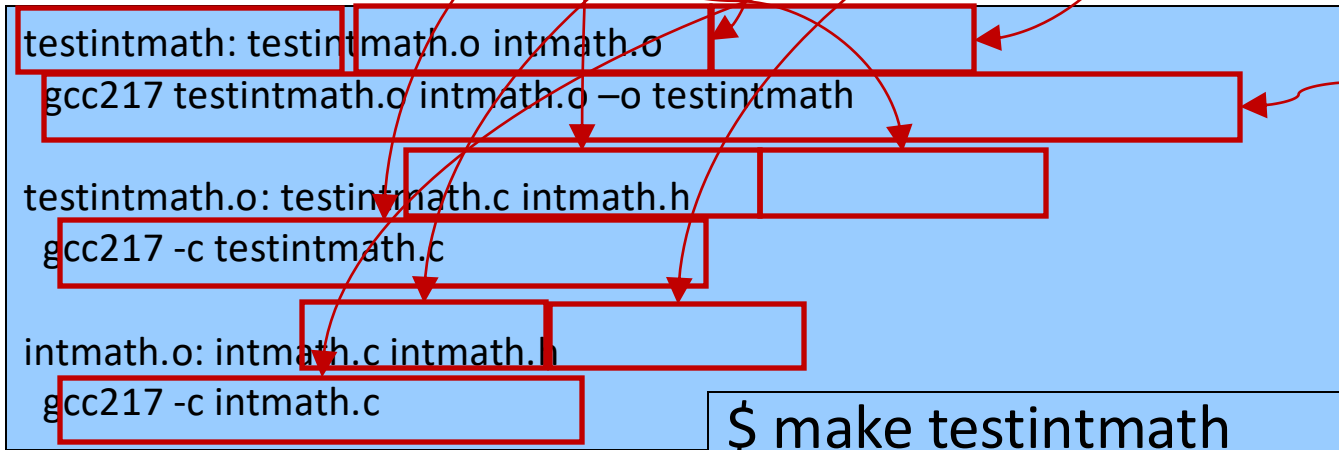 testintmath: testintmath.o intmath.o
gcc217 testintmath.o intmath.o –o testintmath
testintmath.o: testintmath.c intmath.h
gcc217 -c testintmath.c
intmath.o: intmath.c intmath.h
gcc217 -c intmath.c
$ make testintmath